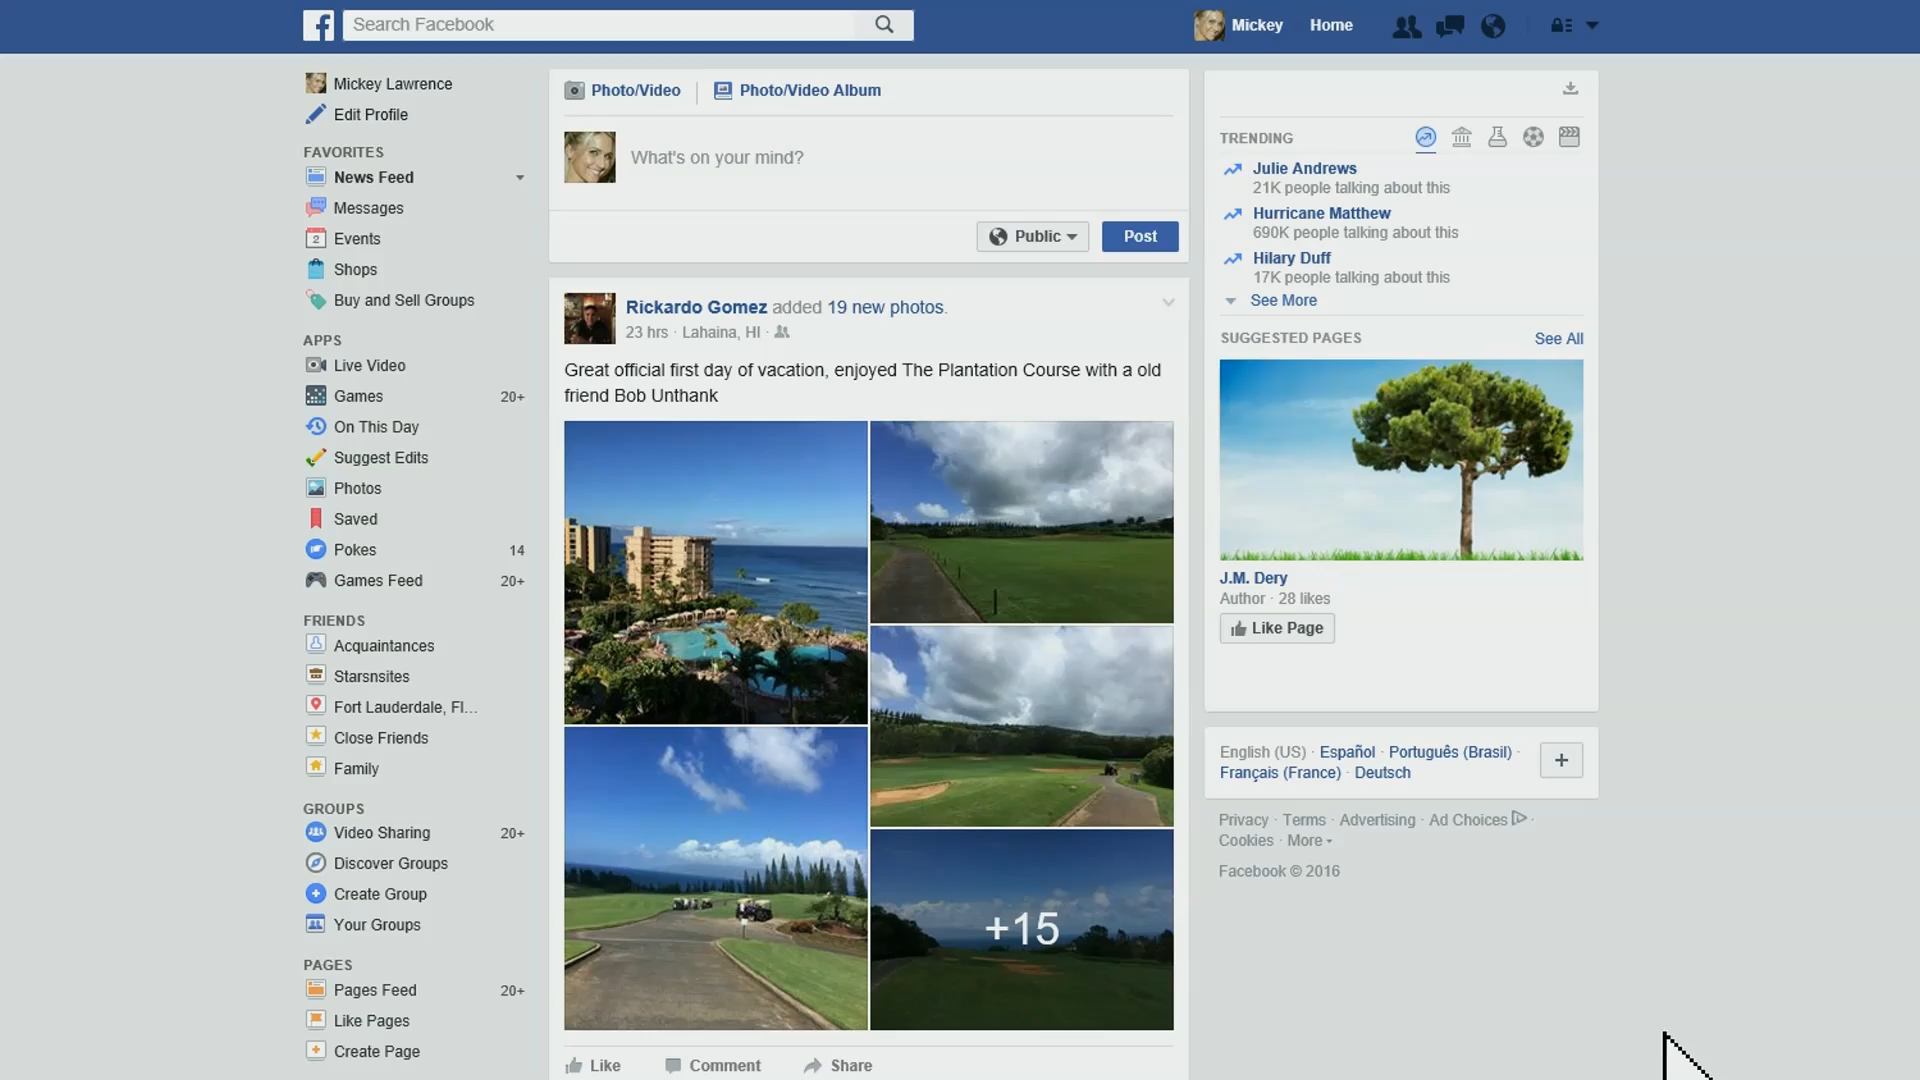 Search Facebook
Mickey
Home
Mickey Lawrence
Edit Profile
FAVORITES
News Feed
Messages
2
Events
Shops
Buy and Sell Groups
APPS
Live Video
Games 20+
On This Day
Suggest Edits
Photos
Saved
Pokes 14
Games Feed 20+
FRIENDS
Acquaintances
Starsnsites
Fort Lauderdale, Fl...
Close Friends
Family
GROUPS
Video Sharing 20+
Discover Groups
Create Group
Your Groups
PAGES
Pages Feed 20+
Like Pages
Create Page
Photo/Video
Photo/Video Album
What's on your mind?
Public
Post
Rickardo Gomez added 19 new photos.
23 hrs · Lahaina, HI ·
Great official first day of vacation, enjoyed The Plantation Course with a old
friend Bob Unthank
+15
Like
Comment
Share
TRENDING
Julie Andrews
21K people talking about this
Hurricane Matthew
690K people talking about this
Hilary Duff
17K people talking about this
See More
SUGGESTED PAGES
See All
J.M. Dery
Author · 28 likes
Like Page
English (US) · Español · Português (Brasil) ·
Français (France) · Deutsch
+
Privacy · Terms · Advertising · Ad Choices ·
Cookies · More
Facebook © 2016